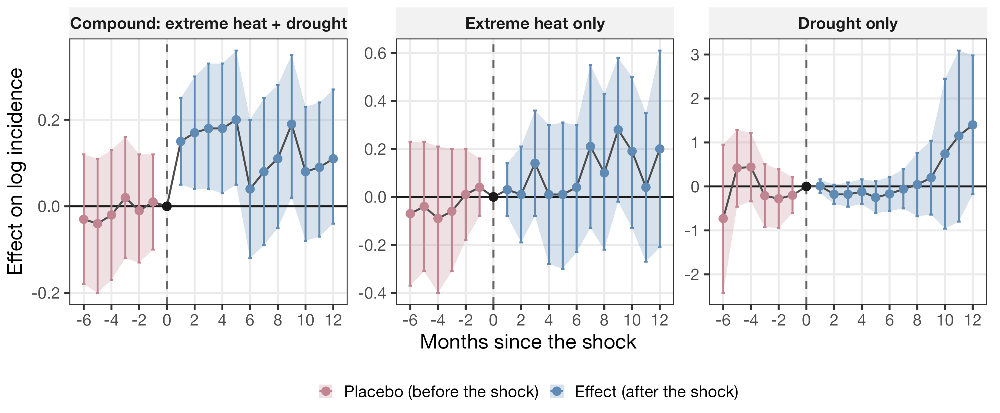 Compound: extreme heat + drought
Extreme heat only
Drought only
Effect on log incidence
0.2
0.0
-0.2
0.6
0.4
0.2
0.0
-0.2
-0.4
3
2
1
0
-1
-2
-6 -4 -2 0 2 4 6 8 10 12
-6 -4 -2 0 2 4 6 8 10 12
-6 -4 -2 0 2 4 6 8 10 12
Months since the shock
Placebo (before the shock) Effect (after the shock)